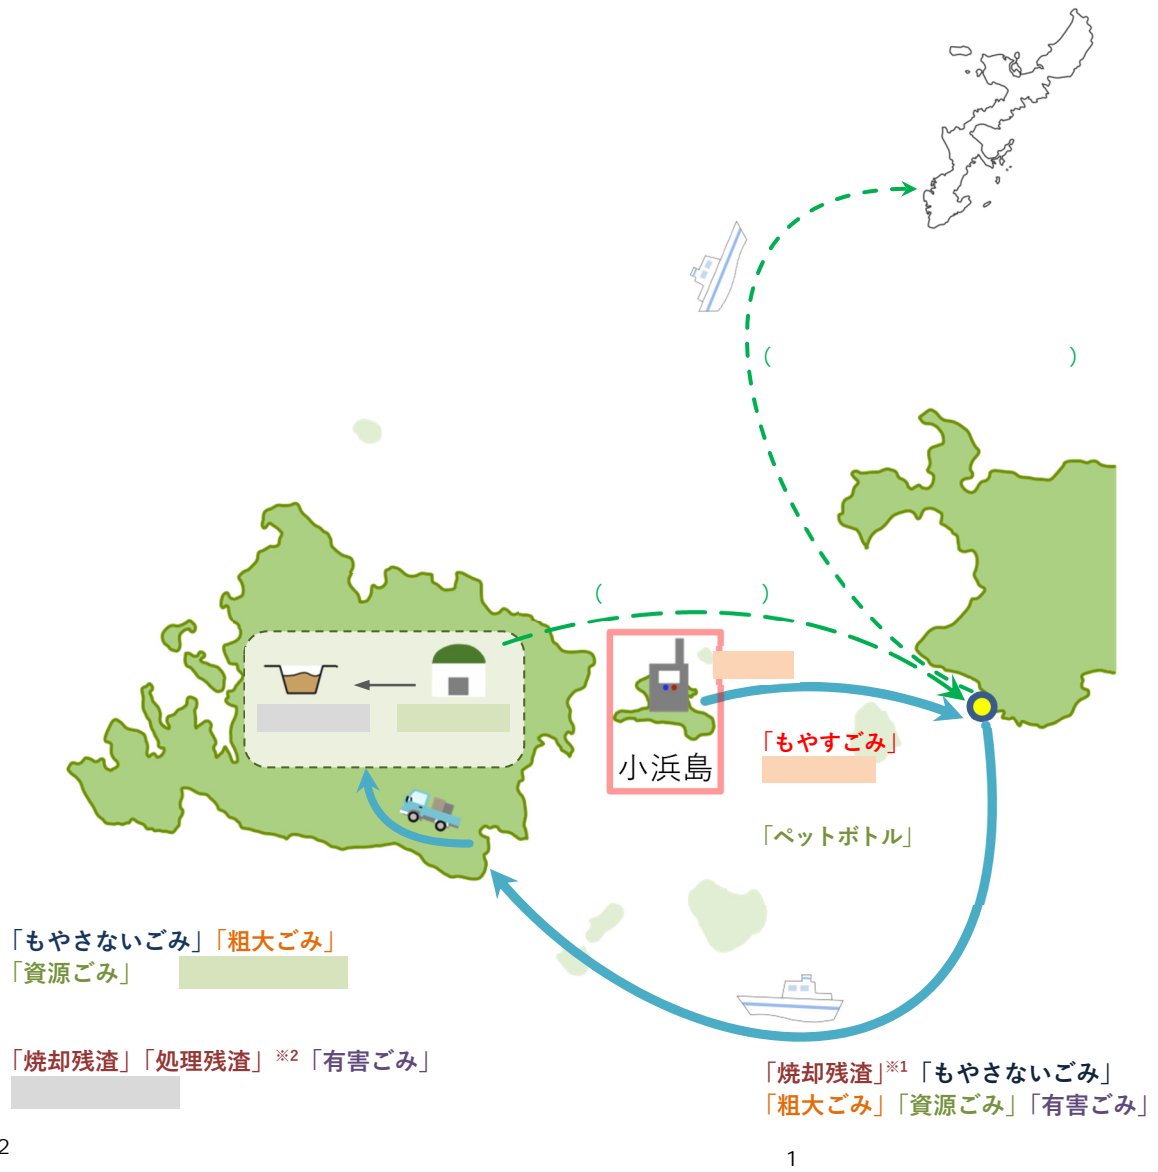 (                )
(          )
小浜島
「もやすごみ」
「ペットボトル」
「もやさないごみ」「粗大ごみ」
「資源ごみ」
「焼却残渣」「処理残渣」※2「有害ごみ」
2
「焼却残渣」※1「もやさないごみ」
「粗大ごみ」「資源ごみ」「有害ごみ」
1